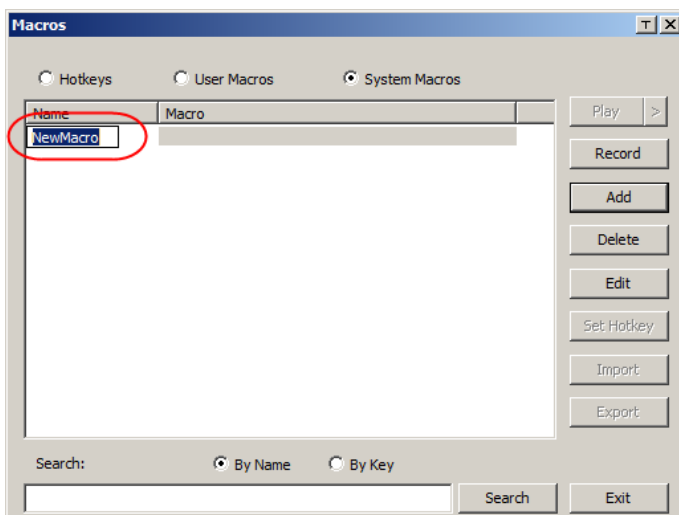 Macros
Hotkeys User Macros System Macros
Name Macro Play >
NewMacro
Record
Add
Delete
Edit
Set Hotkey
Import
Export
Search: By Name By Key
Search Exit